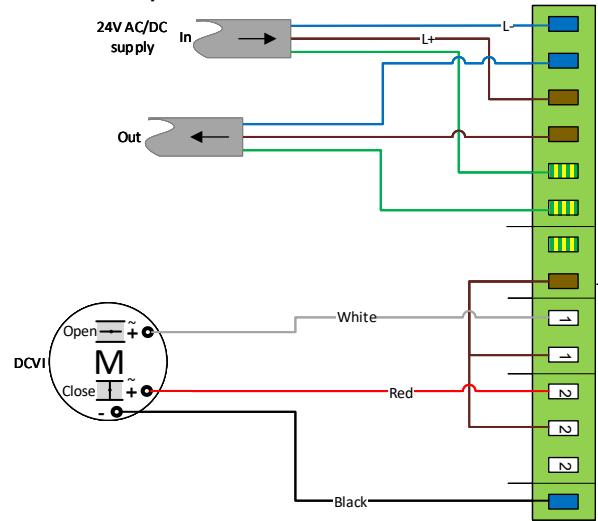 24V AC/DC
supply
In
L-
L+
Out
White
1
Open
~
+
DCVI
M
1
Close
~
+
Red
2
-
2
2
Black